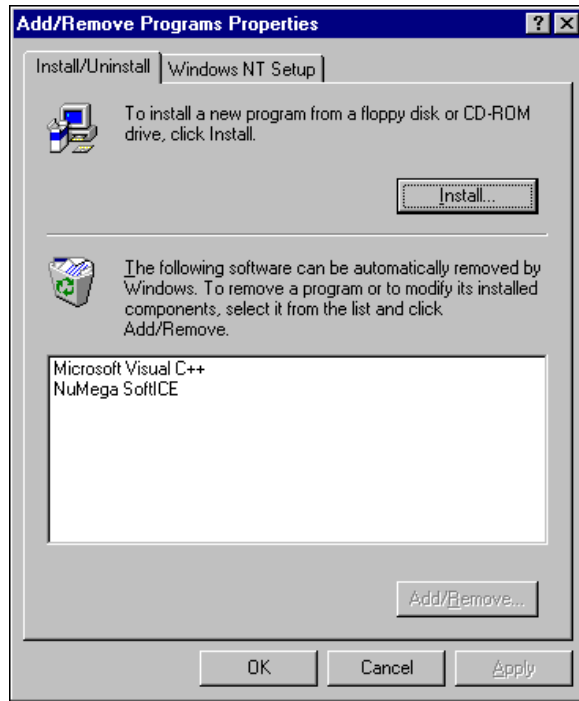 Add/Remove Programs Properties
Install/Uninstall
Windows NT Setup
To install a new program from a floppy disk or CD-ROM
drive, click Install.
Install...
The following software can be automatically removed by
Windows. To remove a program or to modify its installed
components, select it from the list and click
Add/Remove.
Microsoft Visual C++
NuMega SoftICE
Add/Remove...
OK
Cancel
Apply